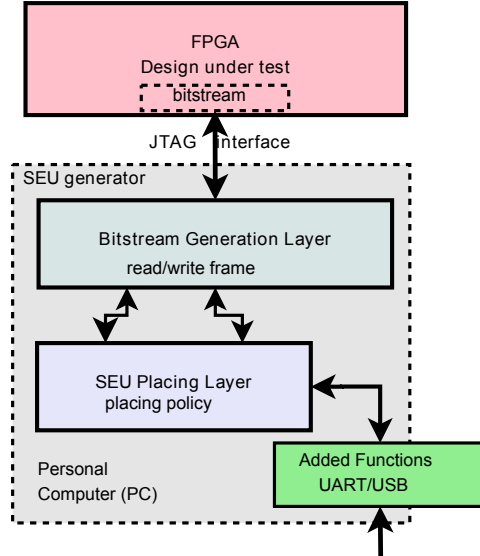 FPGA
Design under test
bitstream
JTAG interface
SEU generator
Bitstream Generation Layer
read/write frame
SEU Placing Layer
placing policy
Added Functions
UART/USB
Personal
Computer (PC)